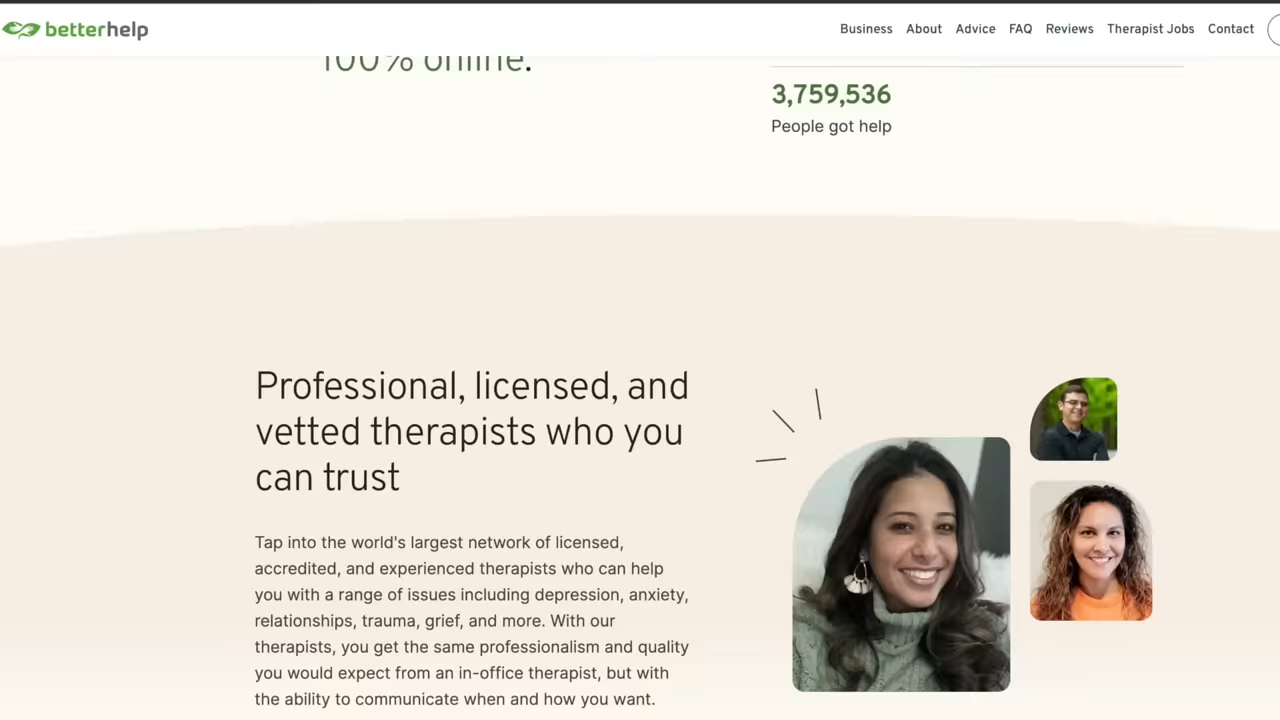 betterhelp
Business About Advice FAQ Reviews Therapist Jobs Contact
100% online.
3,759,536
People got help
Professional, licensed, and
vetted therapists who you
can trust
Tap into the world's largest network of licensed,
accredited, and experienced therapists who can help
you with a range of issues including depression, anxiety,
relationships, trauma, grief, and more. With our
therapists, you get the same professionalism and quality
you would expect from an in-office therapist, but with
the ability to communicate when and how you want.